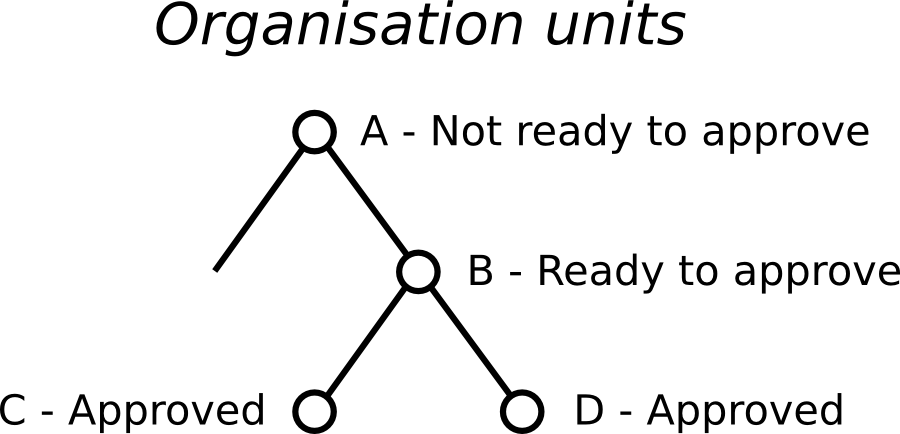 Organisation units
A - Not ready to approve
B - Ready to approve
C - Approved
D - Approved